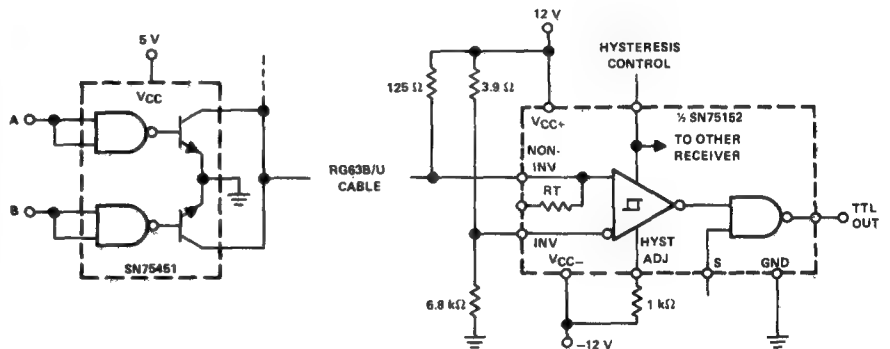 5 V
VCC
A
B
SN75451
RG63B/U
CABLE
12 V
125 Ω
3.9 Ω
HYSTERESIS
CONTROL
½ SN75152
VCC+
TO OTHER
RECEIVER
NON-
INV
RT
INV
VCC−
HYST
ADJ
S
GND
TTL
OUT
6.8 kΩ
1 kΩ
−12 V